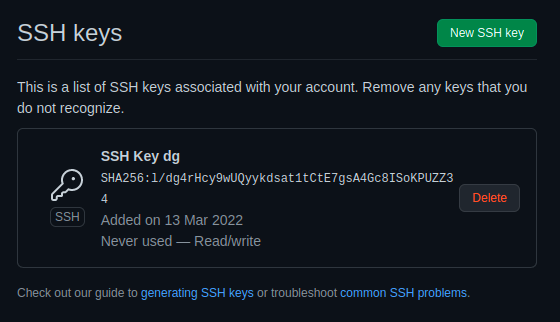 SSH keys
New SSH key
This is a list of SSH keys associated with your account. Remove any keys that you
do not recognize.
SSH Key dg
SHA256:l/dg4rHcy9wUQyykdsat1tCtE7gsA4Gc8ISoKPUZZ3
4
SSH
Added on 13 Mar 2022
Never used — Read/write
Delete
Check out our guide to generating SSH keys or troubleshoot common SSH problems.